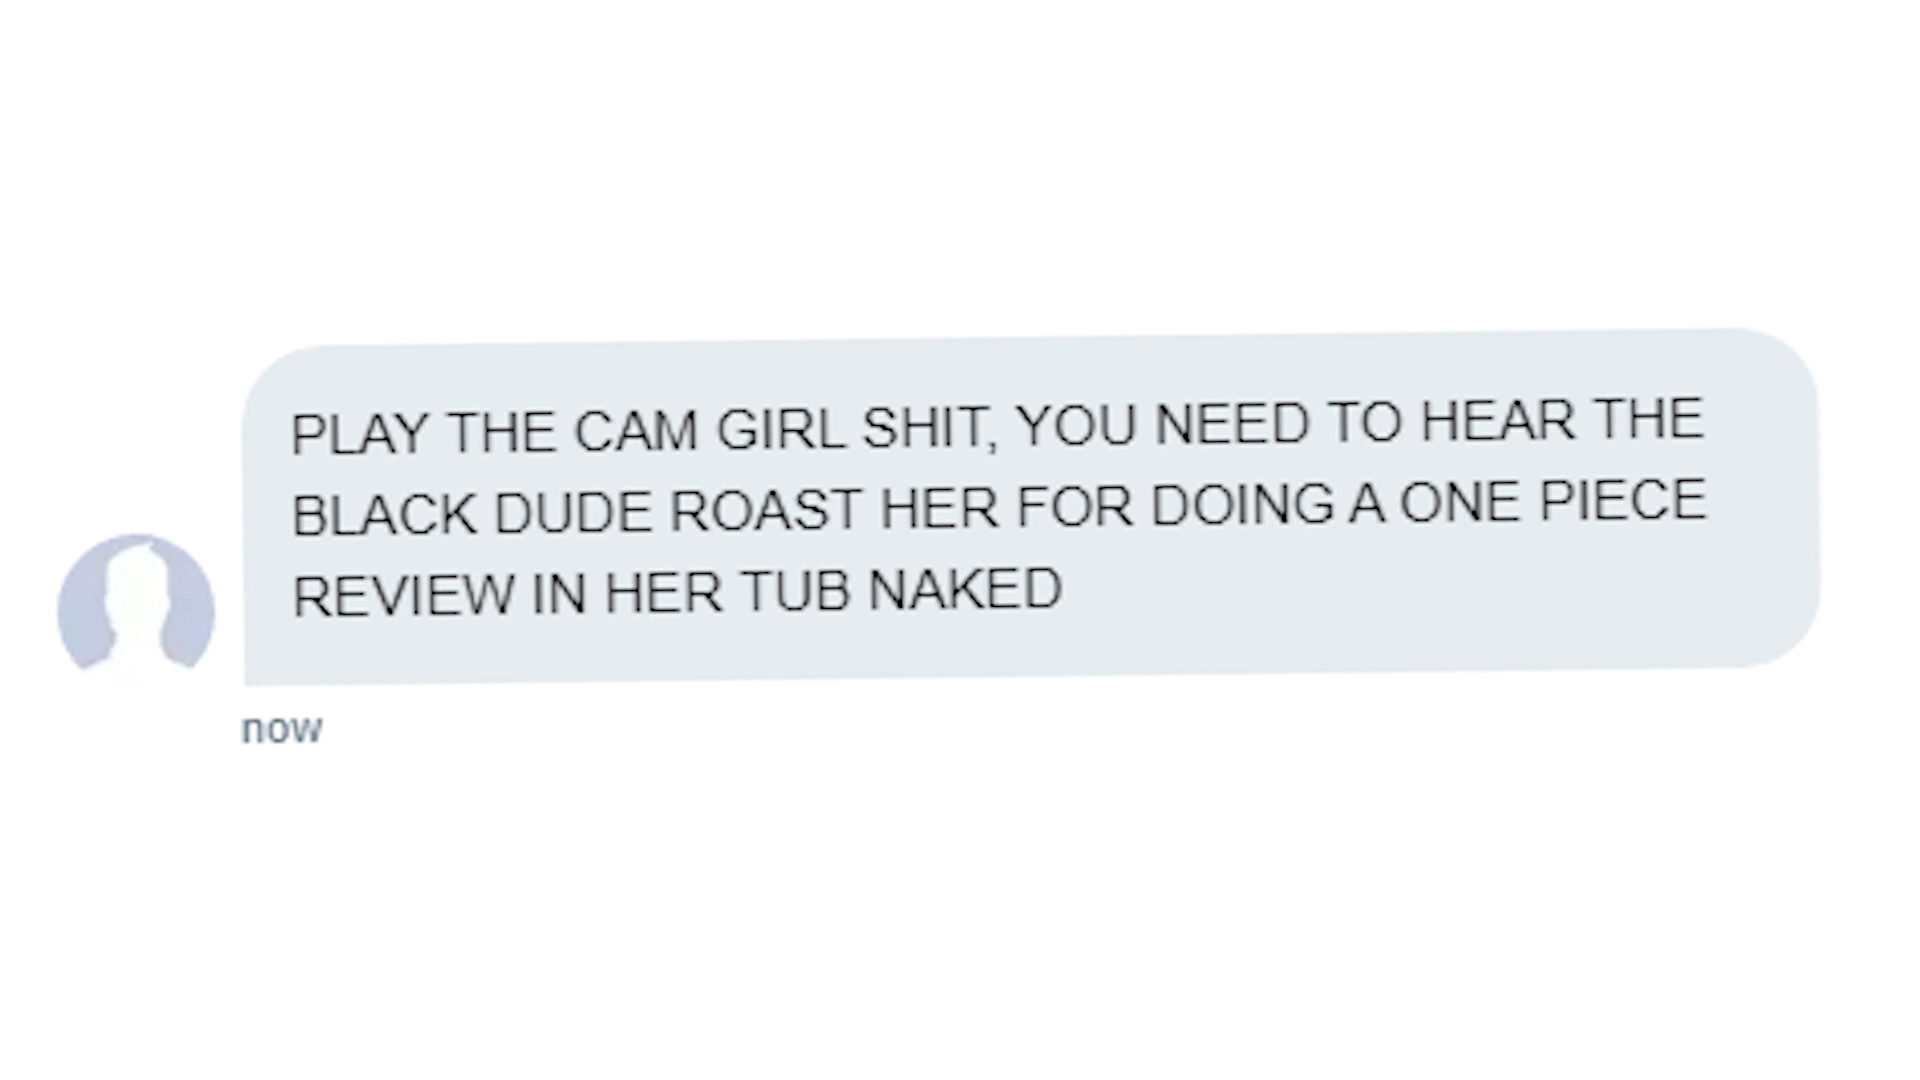 PLAY THE CAM GIRL SHIT, YOU NEED TO HEAR THE
BLACK DUDE ROAST HER FOR DOING A ONE PIECE
REVIEW IN HER TUB NAKED
now